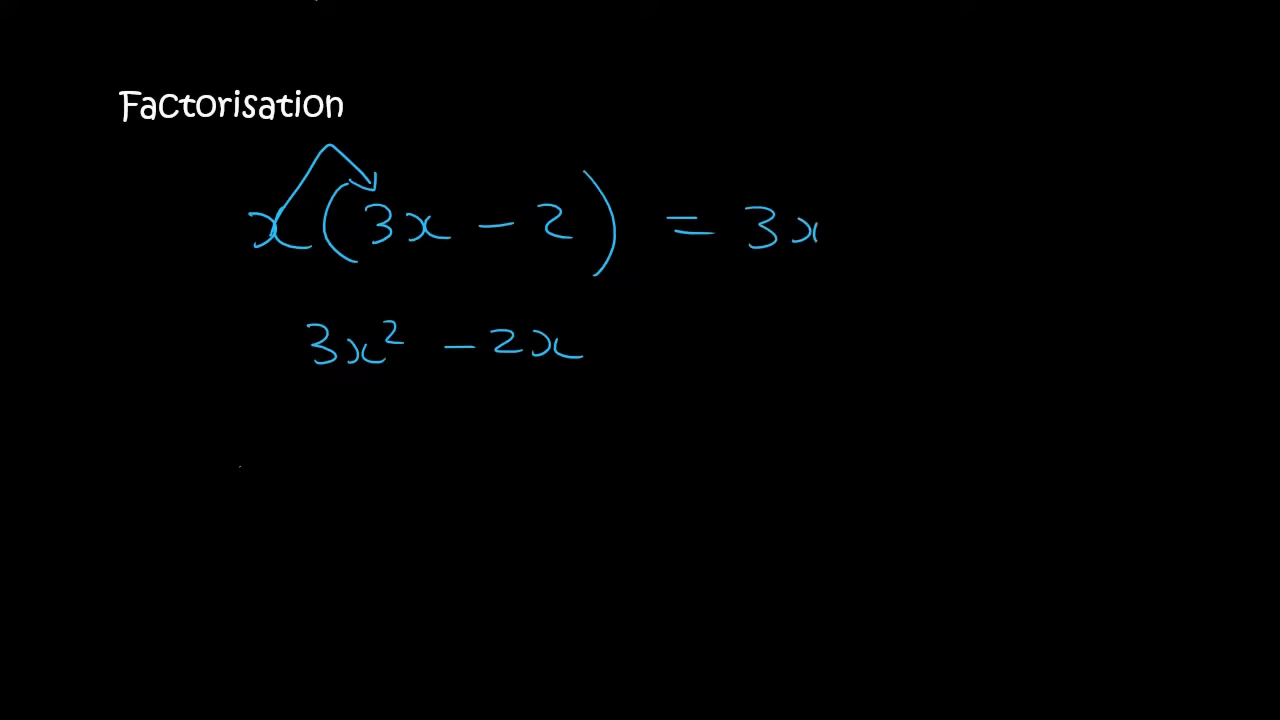 Factorisation
x(3x - 2) = 3x
3x² - 2x